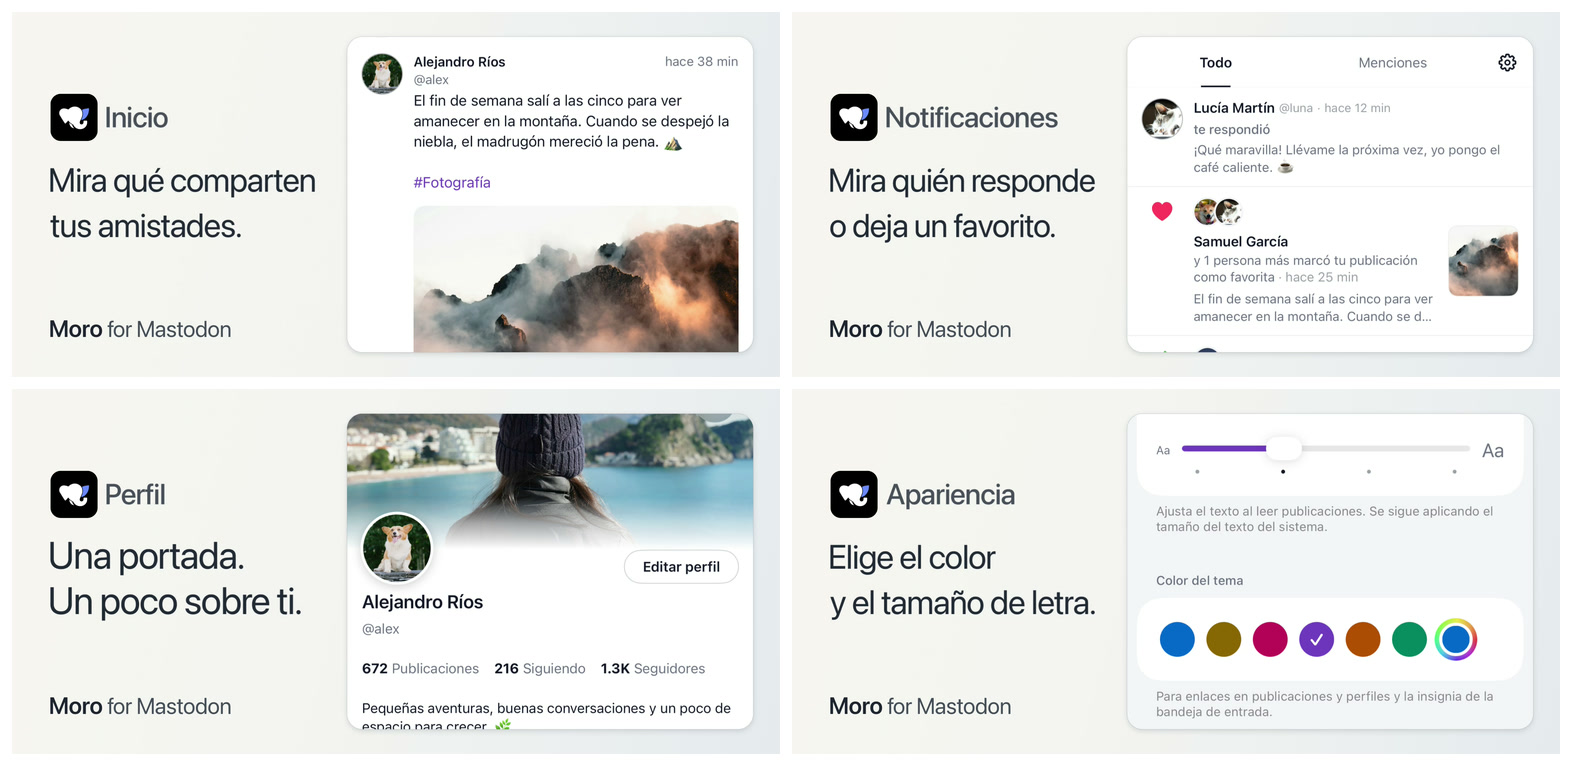 Inicio
Mira qué comparten
tus amistades.
Moro for Mastodon
Alejandro Ríos
hace 38 min
@alex
El fin de semana salí a las cinco para ver
amanecer en la montaña. Cuando se despejó la
niebla, el madrugón mereció la pena. ⛰️
#Fotografía
Notificaciones
Mira quién responde
o deja un favorito.
Moro for Mastodon
Todo
Menciones
Lucía Martín @luna · hace 12 min
te respondió
¡Qué maravilla! Llévame la próxima vez, yo pongo el
café caliente. ☕
Samuel García
y 1 persona más marcó tu publicación
como favorita · hace 25 min
El fin de semana salí a las cinco para ver
amanecer en la montaña. Cuando se d...
Perfil
Una portada.
Un poco sobre ti.
Moro for Mastodon
Editar perfil
Alejandro Ríos
@alex
672 Publicaciones 216 Siguiendo 1.3K Seguidores
Pequeñas aventuras, buenas conversaciones y un poco de
espacio para crecer. 🌿
Apariencia
Elige el color
y el tamaño de letra.
Moro for Mastodon
Aa
Aa
Ajusta el texto al leer publicaciones. Se sigue aplicando el
tamaño del texto del sistema.
Color del tema
Para enlaces en publicaciones y perfiles y la insignia de la
bandeja de entrada.